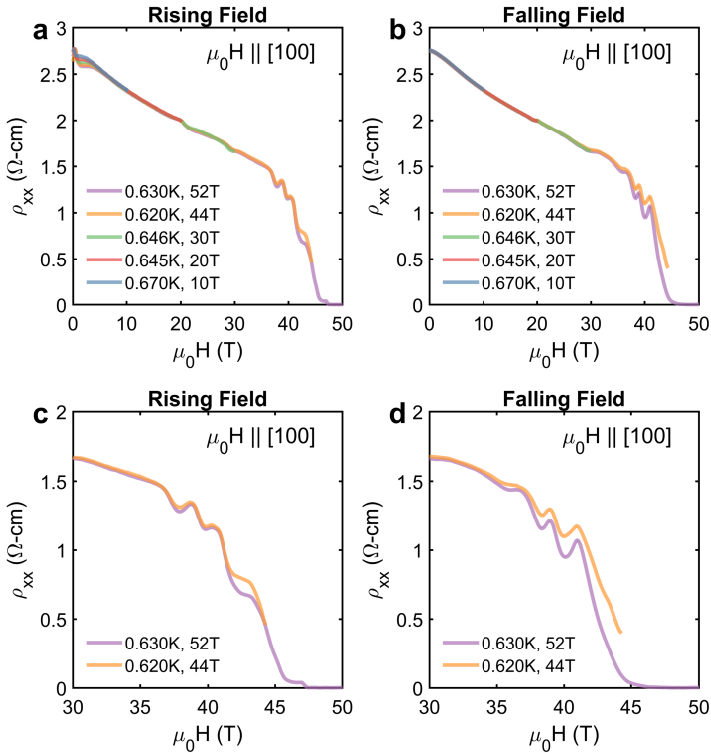 Rising Field
a
μ₀H || [100]
ρxx (Ω-cm)
3
2.5
2
1.5
1
0.5
0
0.630K, 52T
0.620K, 44T
0.646K, 30T
0.645K, 20T
0.670K, 10T
0 10 20 30 40 50
μ₀H (T)
Falling Field
b
μ₀H || [100]
ρxx (Ω-cm)
3
2.5
2
1.5
1
0.5
0
0.630K, 52T
0.620K, 44T
0.646K, 30T
0.645K, 20T
0.670K, 10T
0 10 20 30 40 50
μ₀H (T)
Rising Field
c
μ₀H || [100]
ρxx (Ω-cm)
2
1.5
1
0.5
0
0.630K, 52T
0.620K, 44T
30 35 40 45 50
μ₀H (T)
Falling Field
d
μ₀H || [100]
ρxx (Ω-cm)
2
1.5
1
0.5
0
0.630K, 52T
0.620K, 44T
30 35 40 45 50
μ₀H (T)